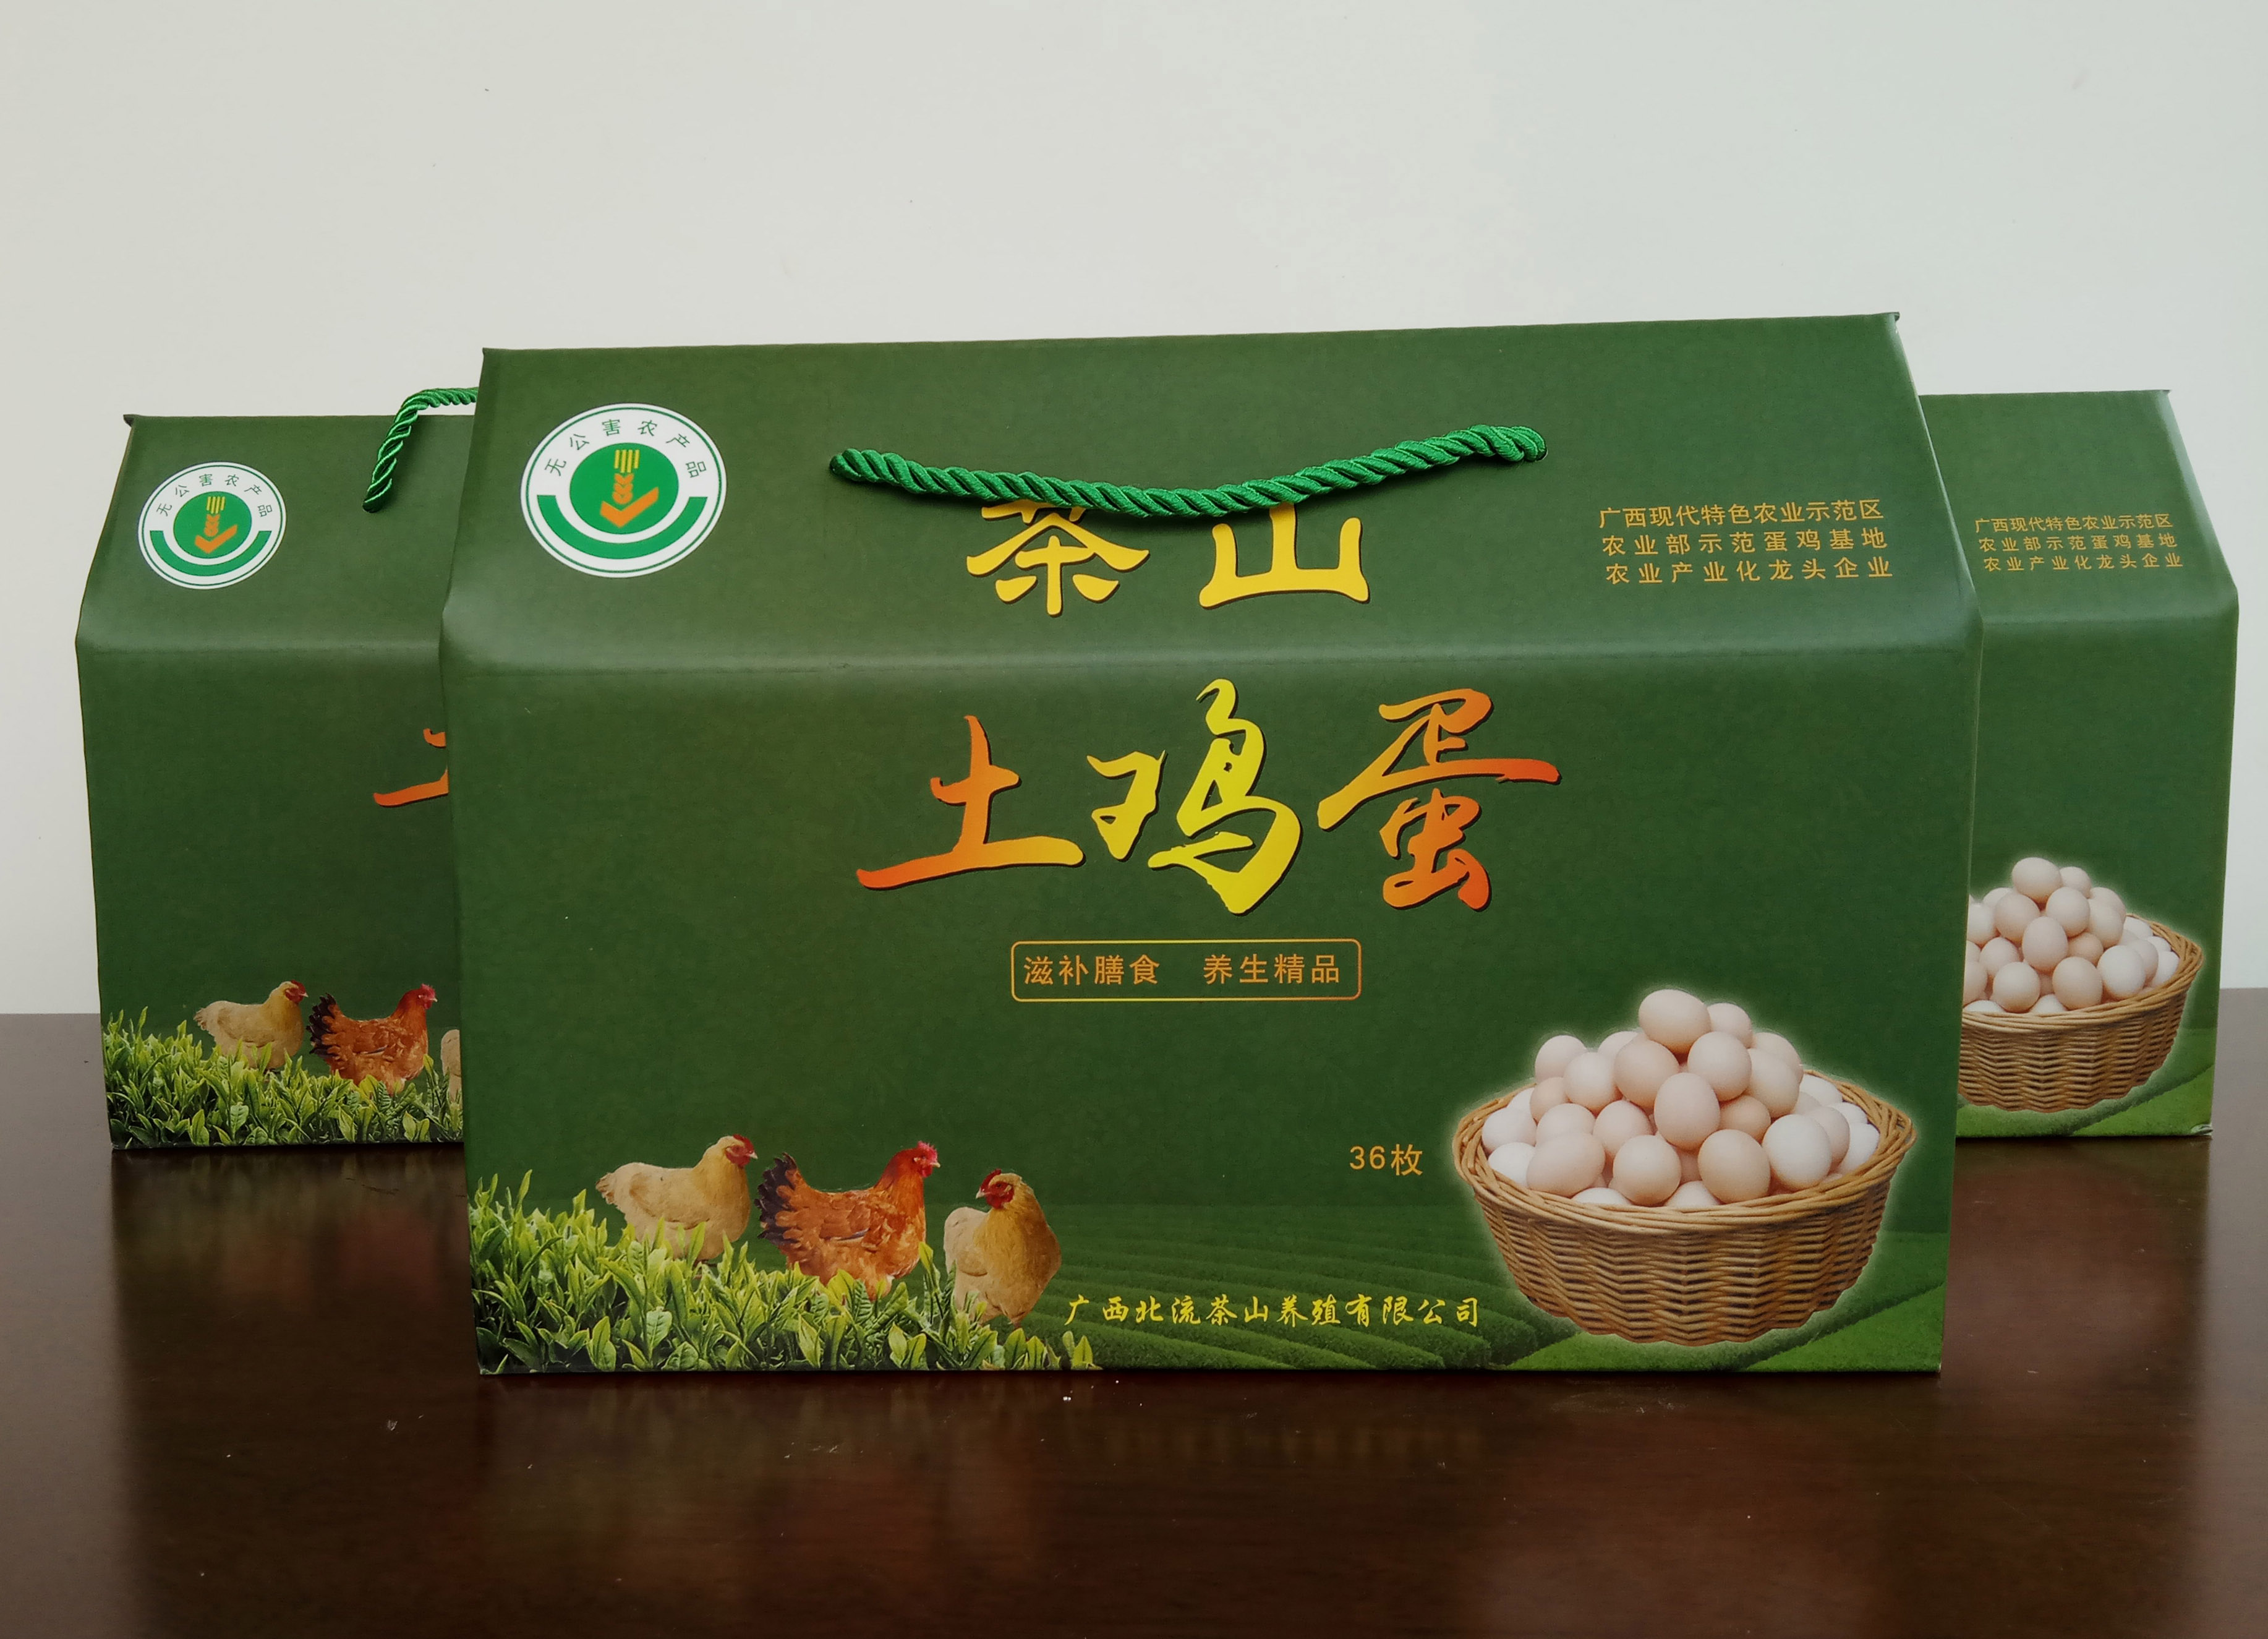 无公害农产品
茶山
广西现代特色农业示范区
农业部示范蛋鸡基地
农业产业化龙头企业
土鸡蛋
滋补膳食 养生精品
36枚
广西北流茶山养殖有限公司
无公害农产品
土
广西现代特色农业示范区
农业部示范蛋鸡基地
农业产业化龙头企业